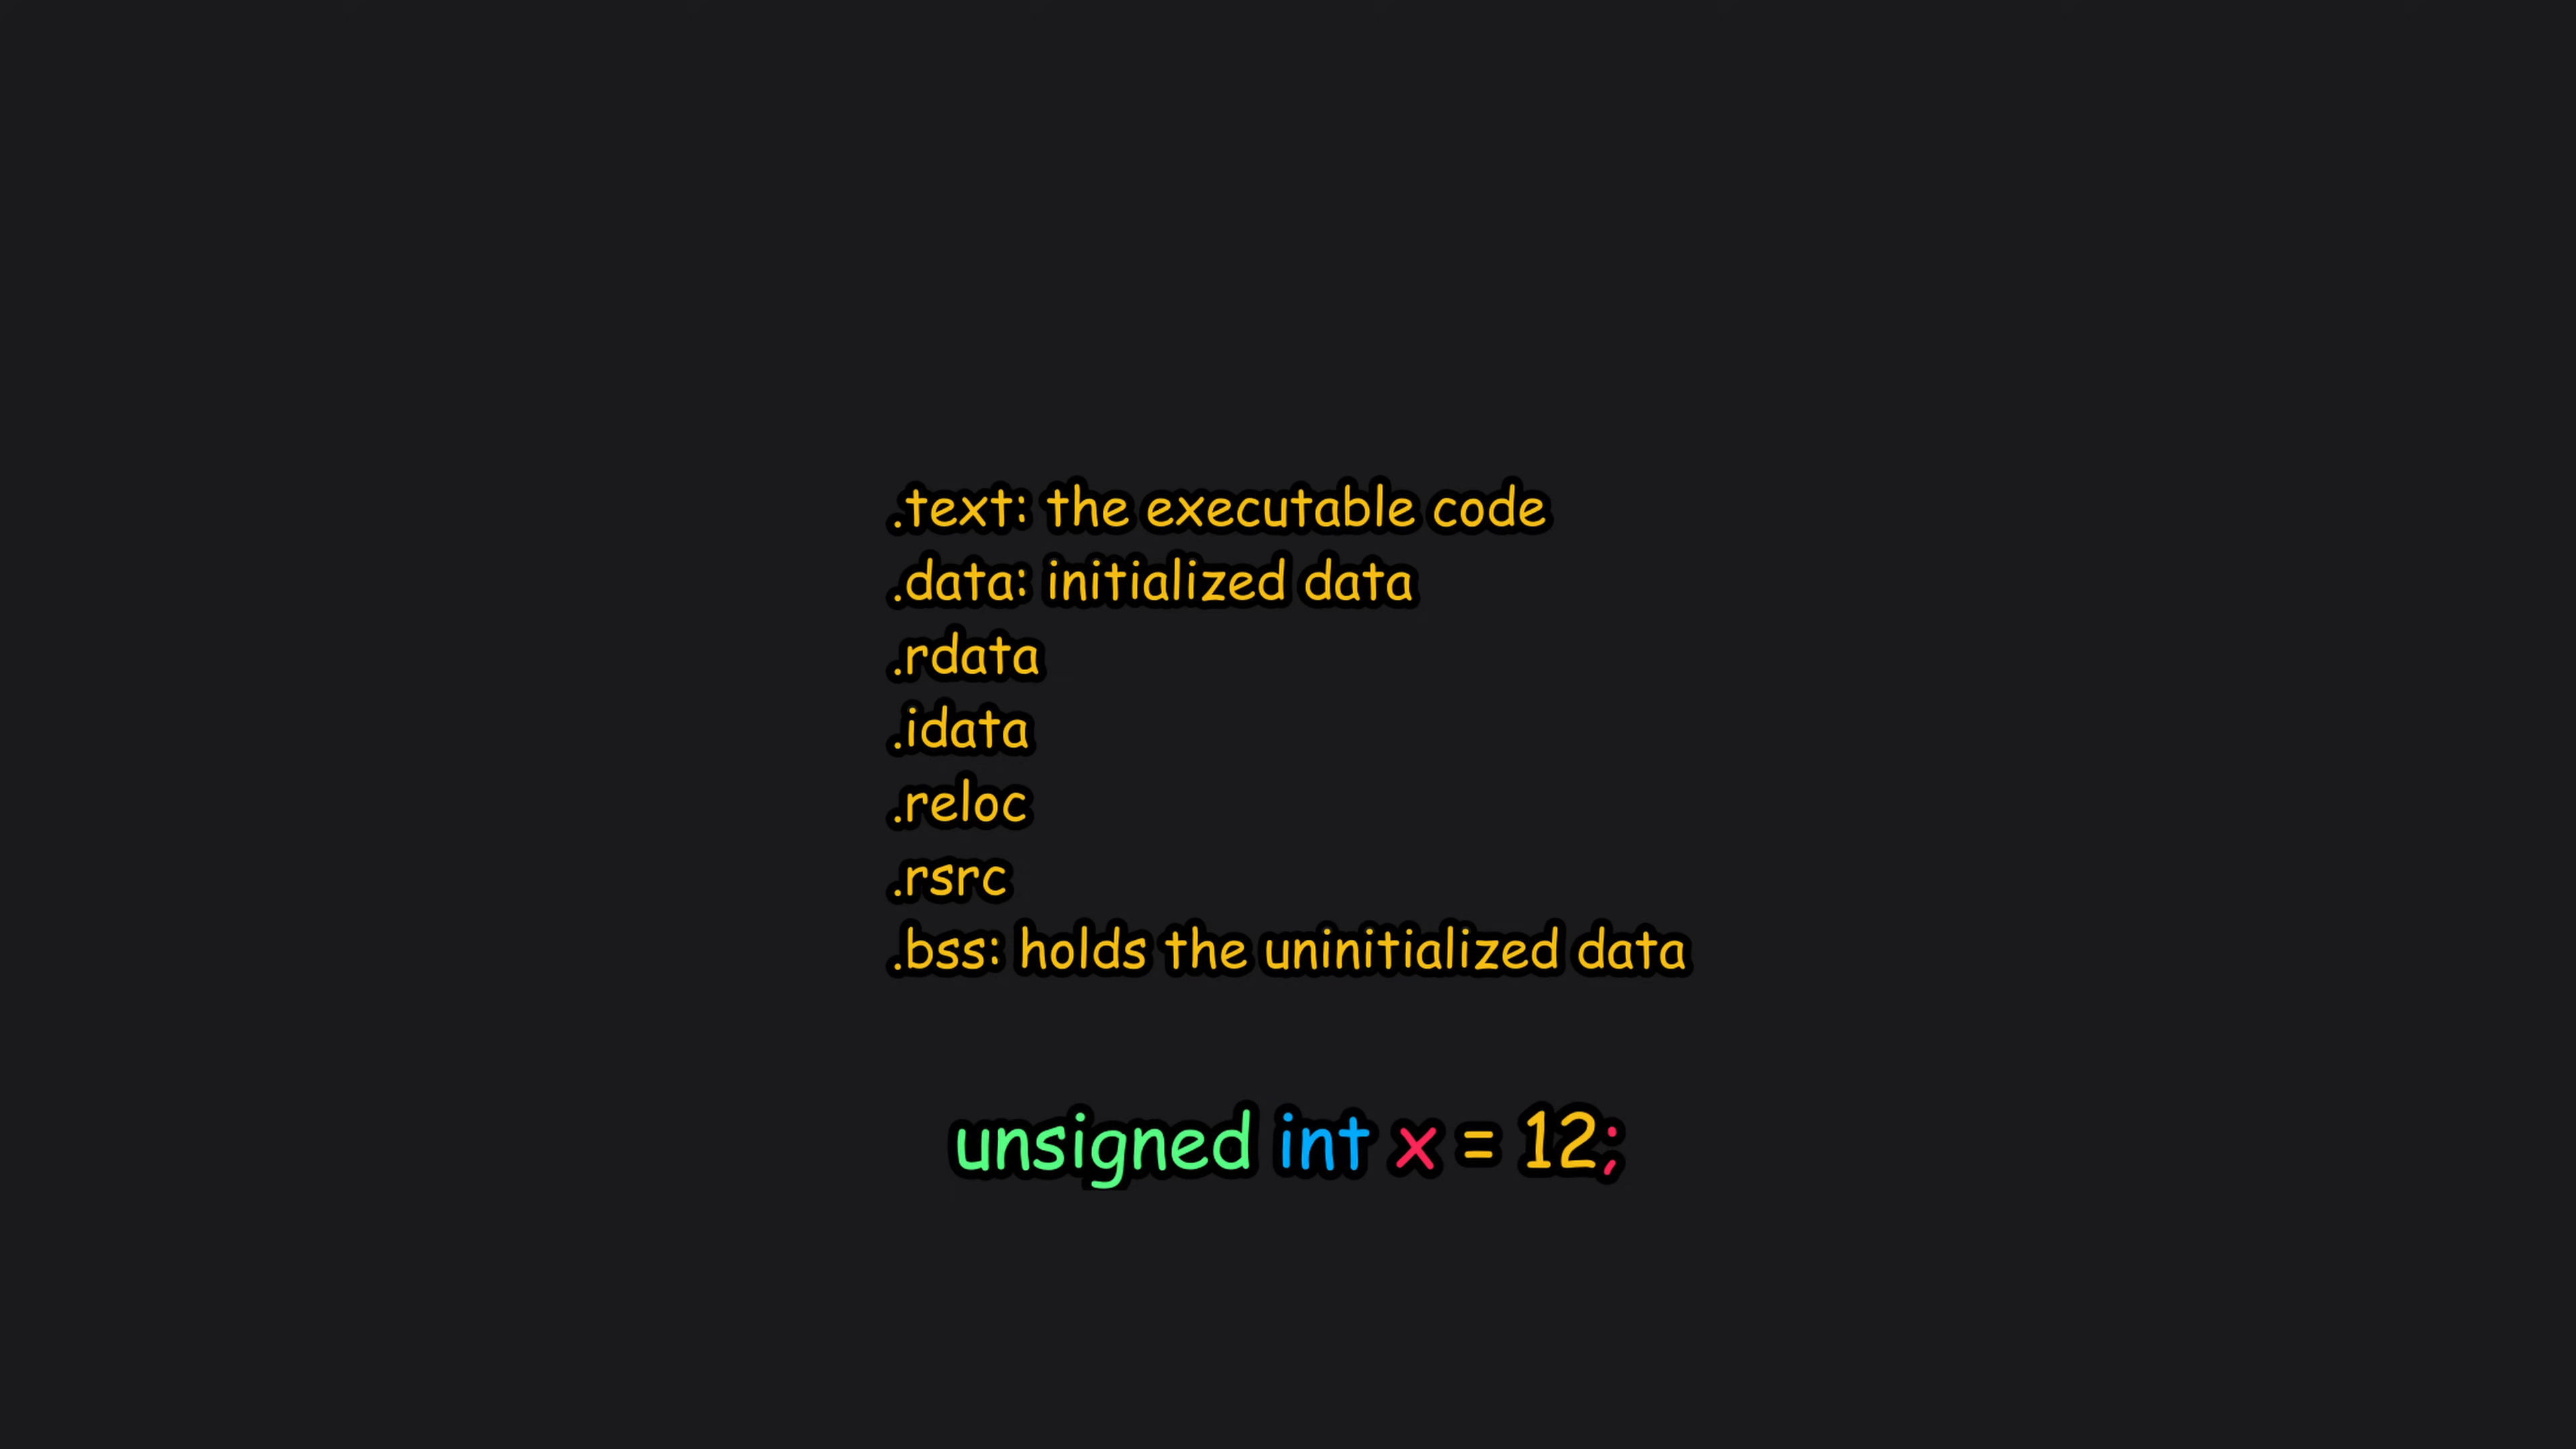 .text: the executable code
.data: initialized data
.rdata
.idata
.reloc
.rsrc
.bss: holds the uninitialized data
unsigned int x = 12;